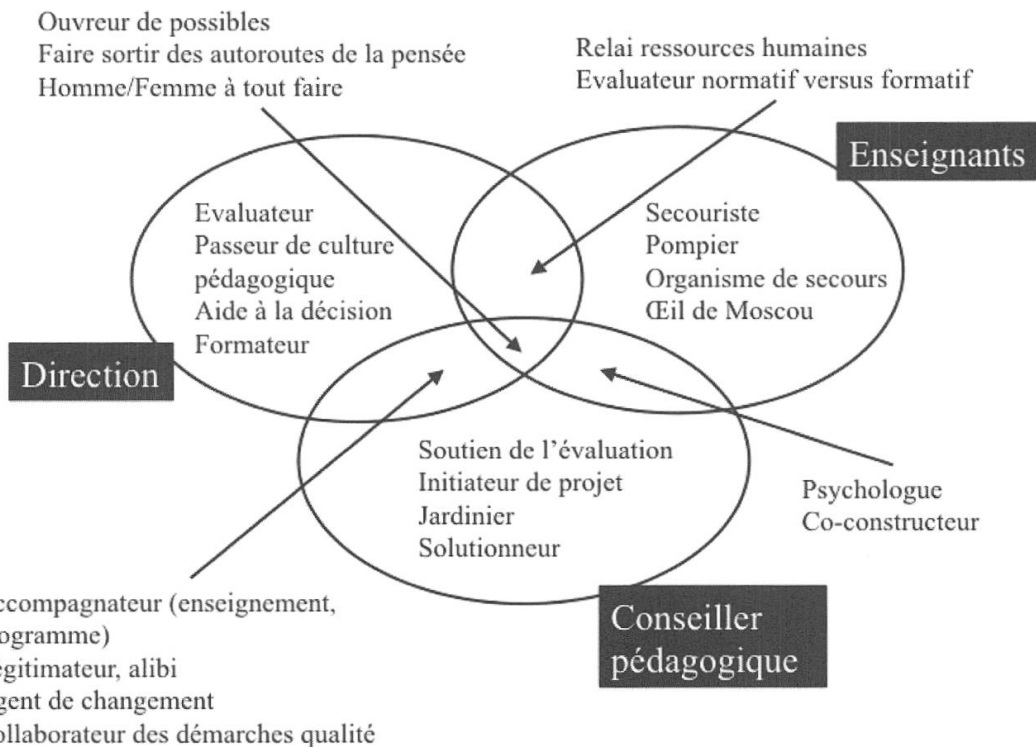 Ouvreur de possibles
Faire sortir des autoroutes de la pensée
Homme/Femme à tout faire
Relai ressources humaines
Evaluateur normatif versus formatif
Enseignants
Evaluateur
Passeur de culture
pédagogique
Aide à la décision
Formateur
Secouriste
Pompier
Organisme de secours
Œil de Moscou
Direction
Soutien de l'évaluation
Initiateur de projet
Jardinier
Solutionneur
Psychologue
Co-constructeur
Conseiller
pédagogique
ccompagnateur (enseignement,
ogramme)
égitimateur, alibi
gent de changement
ollaborateur des démarches qualité